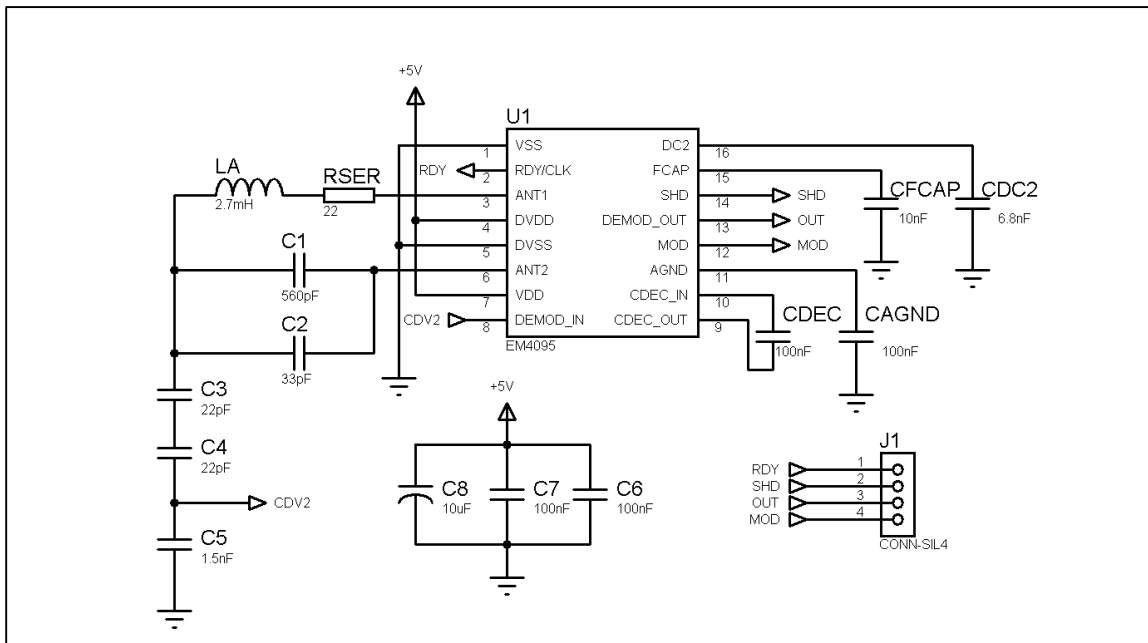 +5V
U1
VSS
1
RDY
RDY/CLK
2
LA
2.7mH
RSER
22
ANT1
3
DVDD
4
DVSS
5
C1
560pF
ANT2
6
VDD
7
CDV2
DEMOD_IN
8
EM4095
DC2
16
FCAP
15
SHD
14
SHD
DEMOD_OUT
13
OUT
MOD
12
MOD
AGND
11
CDEC_IN
10
CDEC_OUT
9
CFCAP
10nF
CDC2
6.8nF
CDEC
100nF
CAGND
100nF
C2
33pF
C3
22pF
C4
22pF
CDV2
C5
1.5nF
+5V
C8
10uF
C7
100nF
C6
100nF
J1
RDY 1
SHD 2
OUT 3
MOD 4
CONN-SIL4